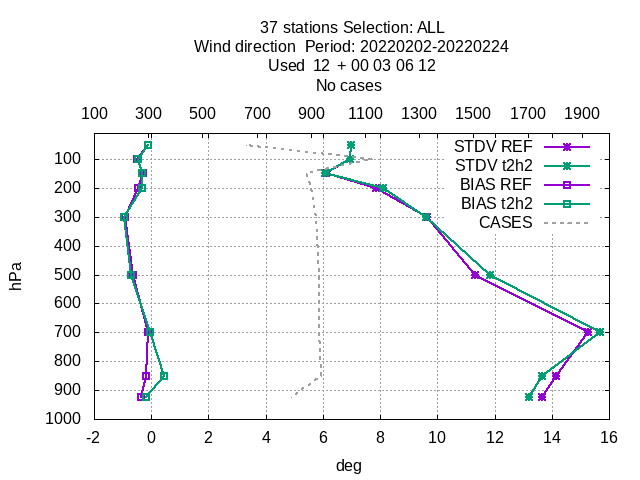 37 stations Selection: ALL
Wind direction  Period: 20220202-20220224
Used  12  + 00 03 06 12
No cases
100 300 500 700 900 1100 1300 1500 1700 1900
STDV REF
STDV t2h2
BIAS REF
BIAS t2h2
CASES
hPa
100
200
300
400
500
600
700
800
900
1000
-2 0 2 4 6 8 10 12 14 16
deg